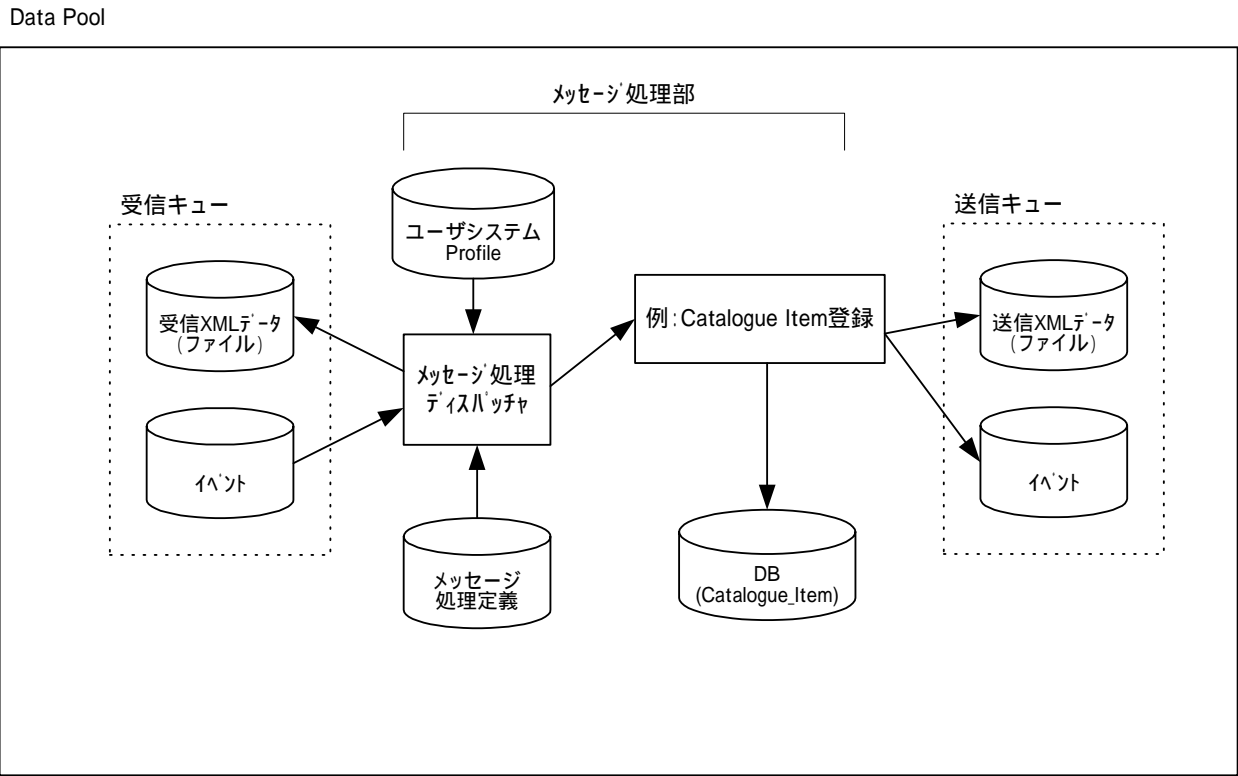 Data Pool
ﾒｯｾｰｼﾞ処理部
受信キュー
ユーザシステム
Profile
送信キュー
受信XMLﾃﾞｰﾀ
(ファイル)
例:Catalogue Item登録
送信XMLﾃﾞｰﾀ
(ファイル)
ﾒｯｾｰｼﾞ処理
ﾃﾞｨｽﾊﾟｯﾁｬ
ｲﾍﾞﾝﾄ
ｲﾍﾞﾝﾄ
メッセージ
処理定義
DB
(Catalogue_Item)